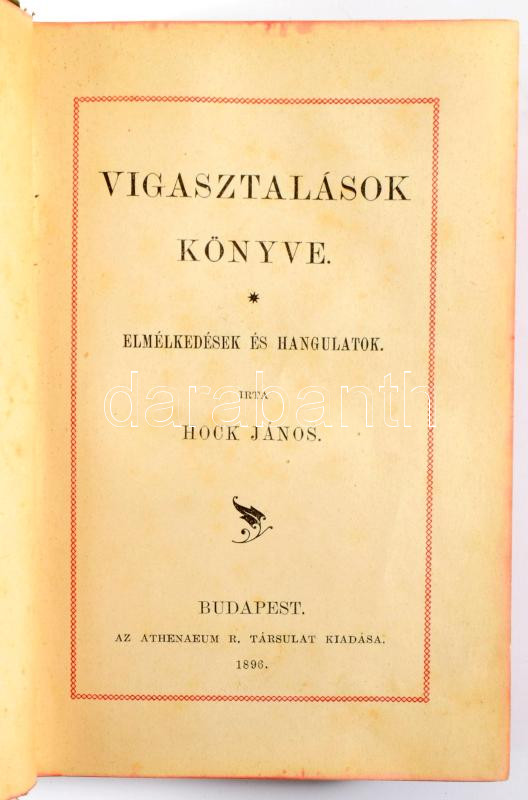 VIGASZTALÁSOK
KÖNYVE.
*
ELMÉLKEDÉSEK ÉS HANGULATOK.
IRTA
darabanth
HOCK JÁNOS.
BUDAPEST.
AZ ATHENAEUM R. TÁRSULAT KIADÁSA.
1896.